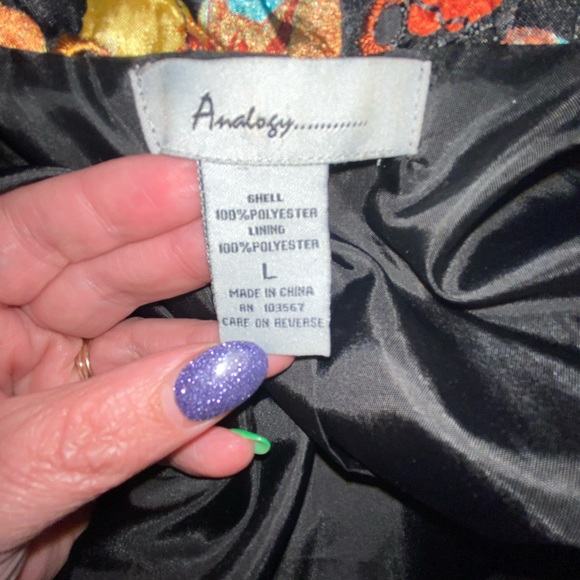 Analogy............
SHELL
100%POLYESTER
LINING
100%POLYESTER
L
MADE IN CHINA
RN 103567
CARE ON REVERSE